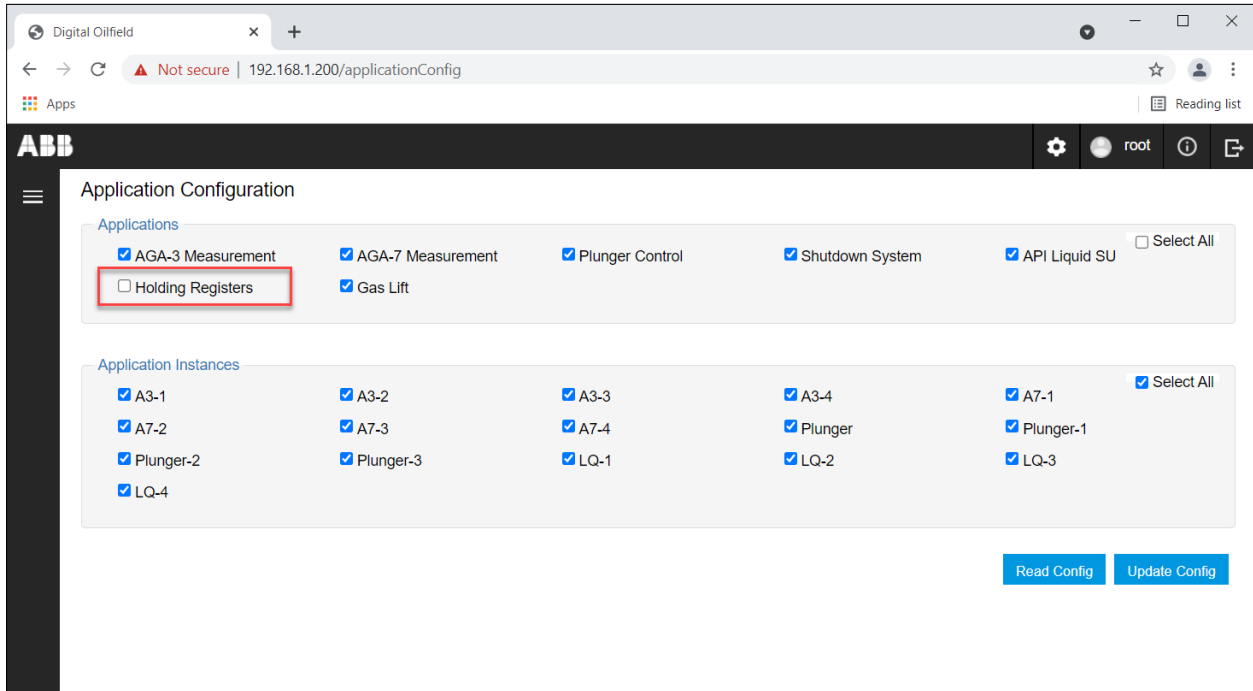 Digital Oilfield
Not secure | 192.168.1.200/applicationConfig
Apps Reading list
ABB root
Application Configuration
Applications
Select All
AGA-3 Measurement AGA-7 Measurement Plunger Control Shutdown System API Liquid SU
Holding Registers Gas Lift
Application Instances
Select All
A3-1 A3-2 A3-3 A3-4 A7-1
A7-2 A7-3 A7-4 Plunger Plunger-1
Plunger-2 Plunger-3 LQ-1 LQ-2 LQ-3
LQ-4
Read Config Update Config